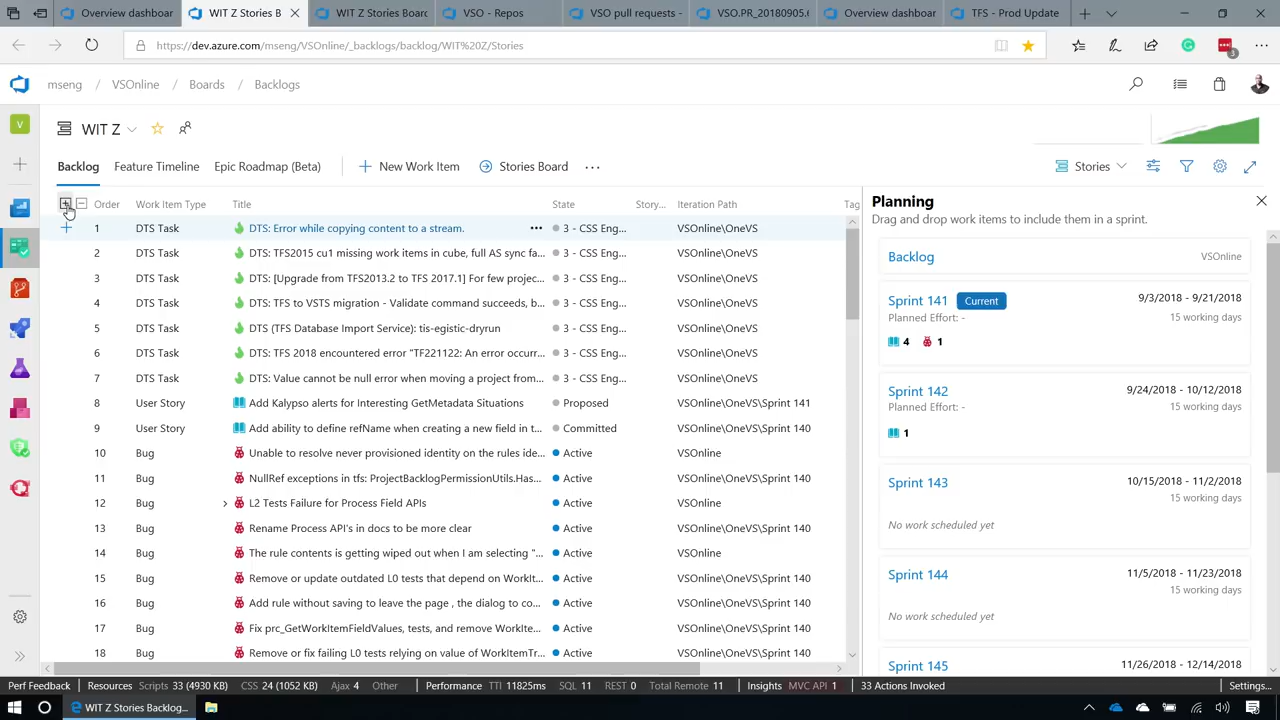 Overview dashboard
WIT Z Stories B
WIT Z Stories Board
VSO - Repos
VSO pull requests -
VSO.PR_20180905.
Overview dashboard
TFS - Prod Update
https://dev.azure.com/mseng/VSOnline/_backlogs/backlog/WIT%20Z/Stories
3
mseng / VSOnline / Boards / Backlogs
V
WIT Z
Backlog Feature Timeline Epic Roadmap (Beta) New Work Item Stories Board ... Stories
Order Work Item Type Title State Story... Iteration Path Tag
1 DTS Task DTS: Error while copying content to a stream. ••• 3 - CSS Eng... VSOnline\OneVS
2 DTS Task DTS: TFS2015 cu1 missing work items in cube, full AS sync fa... 3 - CSS Eng... VSOnline\OneVS
3 DTS Task DTS: [Upgrade from TFS2013.2 to TFS 2017.1] For few projec... 3 - CSS Eng... VSOnline\OneVS
4 DTS Task DTS: TFS to VSTS migration - Validate command succeeds, b... 3 - CSS Eng... VSOnline\OneVS
5 DTS Task DTS (TFS Database Import Service): tis-egistic-dryrun 3 - CSS Eng... VSOnline\OneVS
6 DTS Task DTS: TFS 2018 encountered error "TF221122: An error occurr... 3 - CSS Eng... VSOnline\OneVS
7 DTS Task DTS: Value cannot be null error when moving a project from... 3 - CSS Eng... VSOnline\OneVS
8 User Story Add Kalypso alerts for Interesting GetMetadata Situations Proposed VSOnline\OneVS\Sprint 141
9 User Story Add ability to define refName when creating a new field in t... Committed VSOnline\OneVS\Sprint 140
10 Bug Unable to resolve never provisioned identity on the rules ide... Active VSOnline
11 Bug NullRef exceptions in tfs: ProjectBacklogPermissionUtils.Has... Active VSOnline\OneVS\Sprint 140
12 Bug L2 Tests Failure for Process Field APIs Active VSOnline
13 Bug Rename Process API's in docs to be more clear Active VSOnline\OneVS\Sprint 140
14 Bug The rule contents is getting wiped out when I am selecting "... Active VSOnline
15 Bug Remove or update outdated L0 tests that depend on WorkIt... Active VSOnline\OneVS\Sprint 140
16 Bug Add rule without saving to leave the page , the dialog to co... Active VSOnline\OneVS\Sprint 140
17 Bug Fix prc_GetWorkItemFieldValues, tests, and remove WorkIte... Active VSOnline\OneVS\Sprint 140
18 Bug Remove or fix failing L0 tests relying on value of WorkItemTr... Active VSOnline\OneVS\Sprint 140
Planning
Drag and drop work items to include them in a sprint.
Backlog VSOnline
Sprint 141 Current 9/3/2018 - 9/21/2018
Planned Effort: - 15 working days
4 1
Sprint 142 9/24/2018 - 10/12/2018
Planned Effort: - 15 working days
1
Sprint 143 10/15/2018 - 11/2/2018
15 working days
No work scheduled yet
Sprint 144 11/5/2018 - 11/23/2018
15 working days
No work scheduled yet
Sprint 145 11/26/2018 - 12/14/2018
Perf Feedback Resources Scripts 33 (4930 KB) CSS 24 (1052 KB) Ajax 4 Other Performance TTI 11825ms SQL 11 REST 0 Total Remote 11 Insights MVC API 1 33 Actions Invoked Settings...
WIT Z Stories Backlog...